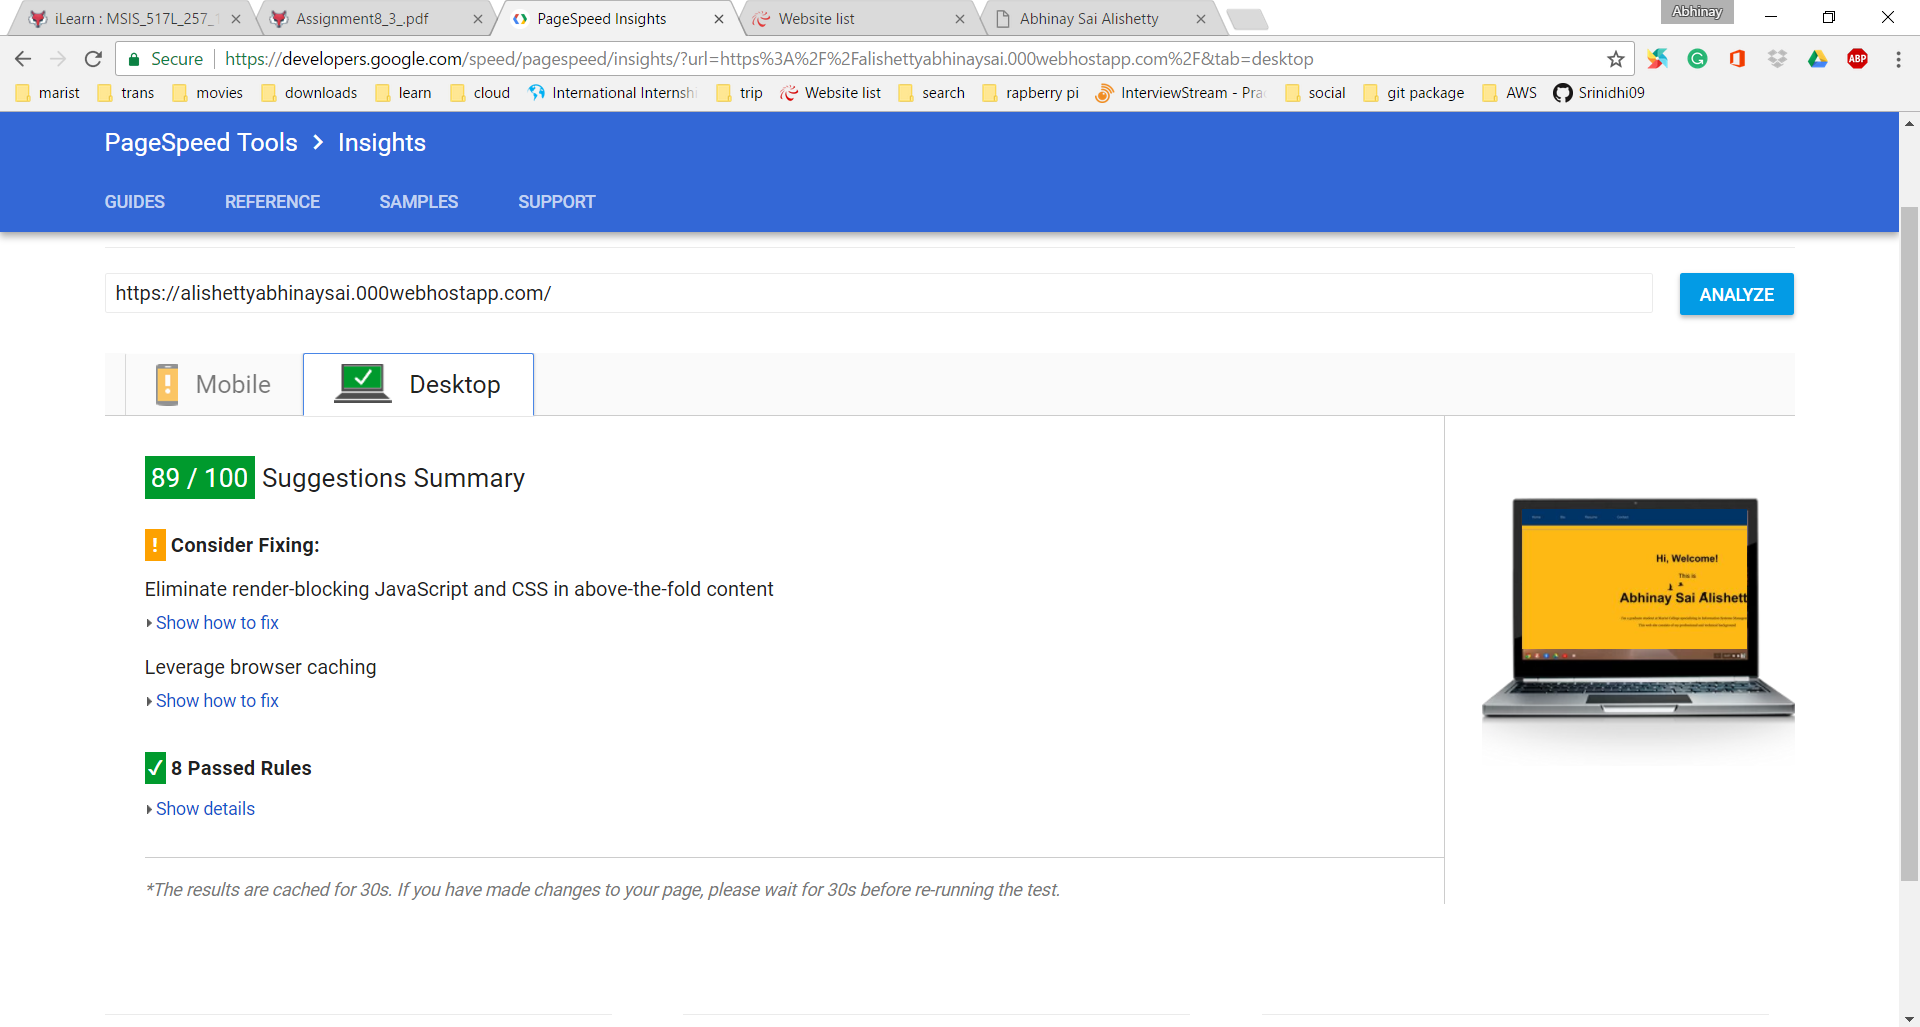 iLearn : MSIS_517L_257_1
Assignment8_3_.pdf
PageSpeed Insights
Website list
Abhinay Sai Alishetty
Abhinay
Secure
https://developers.google.com/speed/pagespeed/insights/?url=https%3A%2F%2Falishettyabhinaysai.000webhostapp.com%2F&tab=desktop
ABP
marist
trans
movies
downloads
learn
cloud
International Internshi
trip
Website list
search
rapberry pi
InterviewStream - Pra
social
git package
AWS
Srinidhi09
PageSpeed Tools > Insights
GUIDES
REFERENCE
SAMPLES
SUPPORT
https://alishettyabhinaysai.000webhostapp.com/
ANALYZE
Mobile
Desktop
89 / 100 Suggestions Summary
! Consider Fixing:
Eliminate render-blocking JavaScript and CSS in above-the-fold content
Show how to fix
Leverage browser caching
Show how to fix
8 Passed Rules
Show details
*The results are cached for 30s. If you have made changes to your page, please wait for 30s before re-running the test.
Hi, Welcome!
This is
Abhinay Sai Alishett